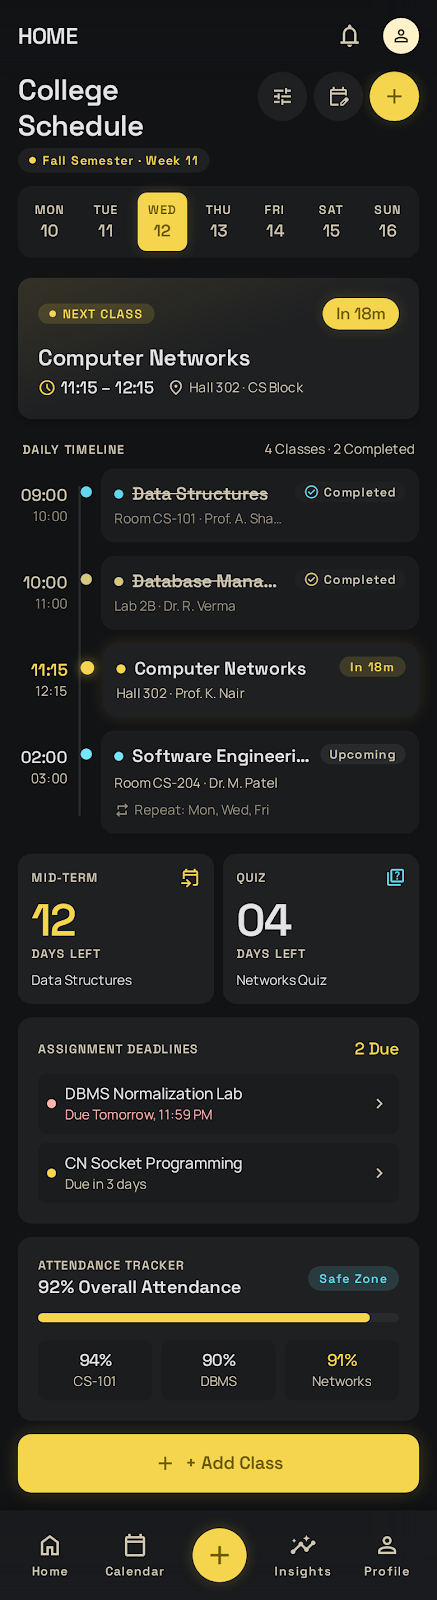 HOME
College
Schedule
Fall Semester · Week 11
MON TUE WED THU FRI SAT SUN
10 11 12 13 14 15 16
NEXT CLASS In 18m
Computer Networks
11:15 – 12:15 Hall 302 · CS Block
DAILY TIMELINE 4 Classes · 2 Completed
09:00 Data Structures Completed
10:00 Room CS-101 · Prof. A. Sha...
10:00 Database Mana... Completed
11:00 Lab 2B · Dr. R. Verma
11:15 Computer Networks In 18m
12:15 Hall 302 · Prof. K. Nair
02:00 Software Engineeri... Upcoming
03:00 Room CS-204 · Dr. M. Patel
Repeat: Mon, Wed, Fri
MID-TERM
12
DAYS LEFT
Data Structures
QUIZ
04
DAYS LEFT
Networks Quiz
ASSIGNMENT DEADLINES 2 Due
DBMS Normalization Lab
Due Tomorrow, 11:59 PM
CN Socket Programming
Due in 3 days
ATTENDANCE TRACKER
92% Overall Attendance Safe Zone
94% 90% 91%
CS-101 DBMS Networks
+ Add Class
Home Calendar Insights Profile